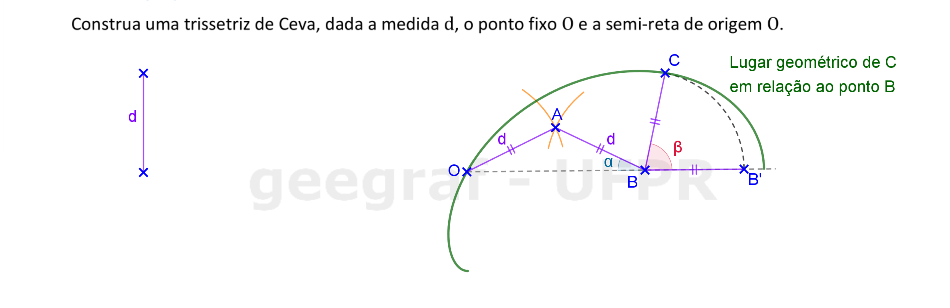 Construa uma trissetriz de Ceva, dada a medida d, o ponto fixo O e a semi-reta de origem O.
C
Lugar geométrico de C
em relação ao ponto B
d
A
d
d
β
α
O
B
B'
geegraf - UFPR